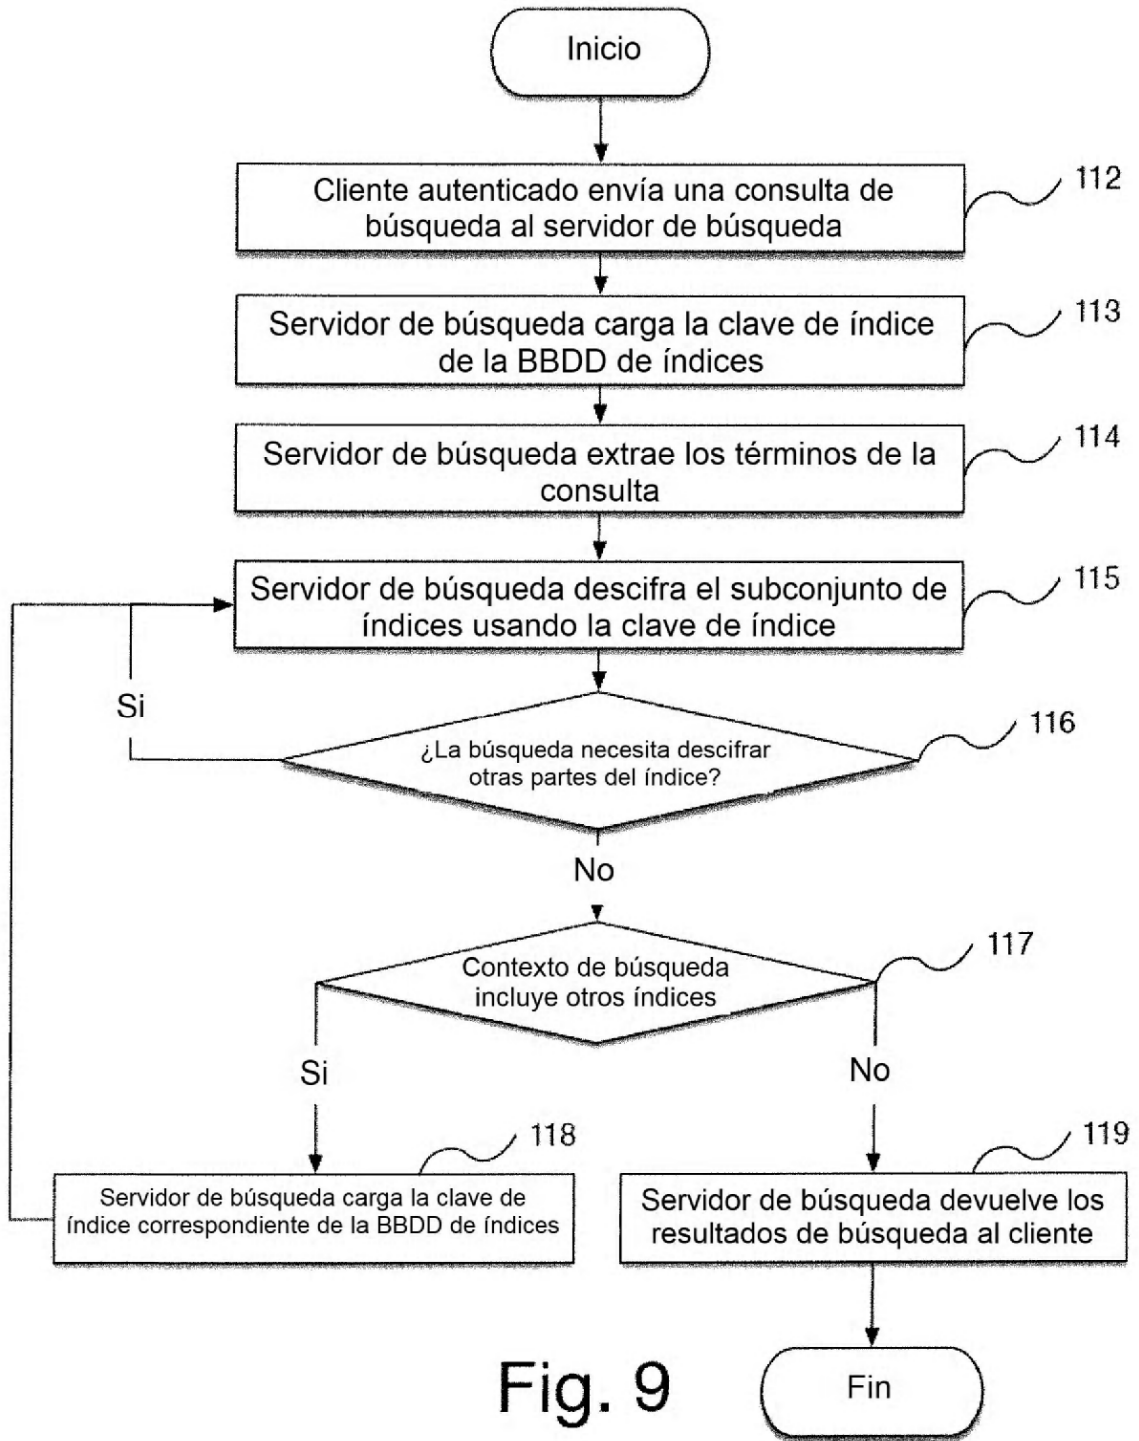 Inicio
Cliente autenticado envía una consulta de
búsqueda al servidor de búsqueda
112
Servidor de búsqueda carga la clave de índice
de la BBDD de índices
113
Servidor de búsqueda extrae los términos de la
consulta
114
Servidor de búsqueda descifra el subconjunto de
índices usando la clave de índice
115
Si
¿La búsqueda necesita descifrar
otras partes del índice?
116
No
Contexto de búsqueda
incluye otros índices
117
Si
No
118
119
Servidor de búsqueda carga la clave de
índice correspondiente de la BBDD de índices
Servidor de búsqueda devuelve los
resultados de búsqueda al cliente
Fig. 9
Fin